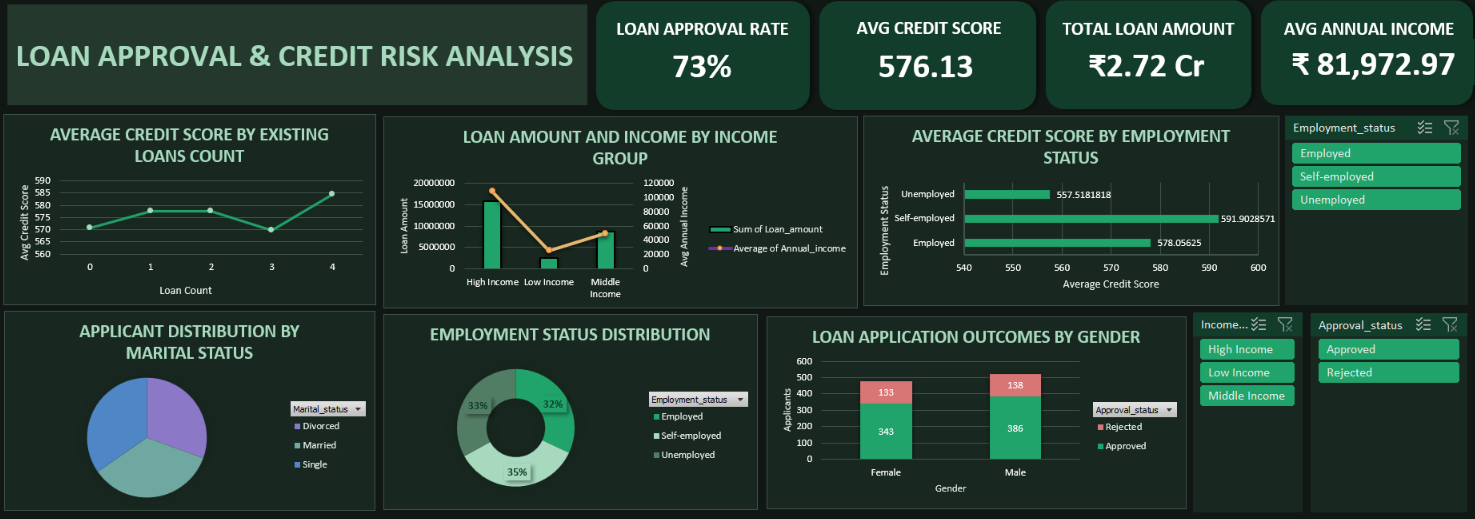 LOAN APPROVAL & CREDIT RISK ANALYSIS
LOAN APPROVAL RATE
73%
AVG CREDIT SCORE
576.13
TOTAL LOAN AMOUNT
₹2.72 Cr
AVG ANNUAL INCOME
₹ 81,972.97
AVERAGE CREDIT SCORE BY EXISTING
LOANS COUNT
Avg Credit Score
590
585
580
575
570
565
560
0 1 2 3 4
Loan Count
LOAN AMOUNT AND INCOME BY INCOME
GROUP
Loan Amount
20000000
15000000
10000000
5000000
0
120000
100000
80000
60000
40000
20000
0
Avg Annual Income
High Income Low Income Middle
Income
Sum of Loan_amount
Average of Annual_income
AVERAGE CREDIT SCORE BY EMPLOYMENT
STATUS
Employment Status
Unemployed 557.5181818
Self-employed 591.9028571
Employed 578.05625
540 550 560 570 580 590 600
Average Credit Score
Employment_status
Employed
Self-employed
Unemployed
APPLICANT DISTRIBUTION BY
MARITAL STATUS
Marital_status
Divorced
Married
Single
EMPLOYMENT STATUS DISTRIBUTION
33%
32%
35%
Employment_status
Employed
Self-employed
Unemployed
LOAN APPLICATION OUTCOMES BY GENDER
Applicants
600
500
400
300
200
100
0
133
343
138
386
Female Male
Gender
Approval_status
Rejected
Approved
Income...
High Income
Low Income
Middle Income
Approval_status
Approved
Rejected